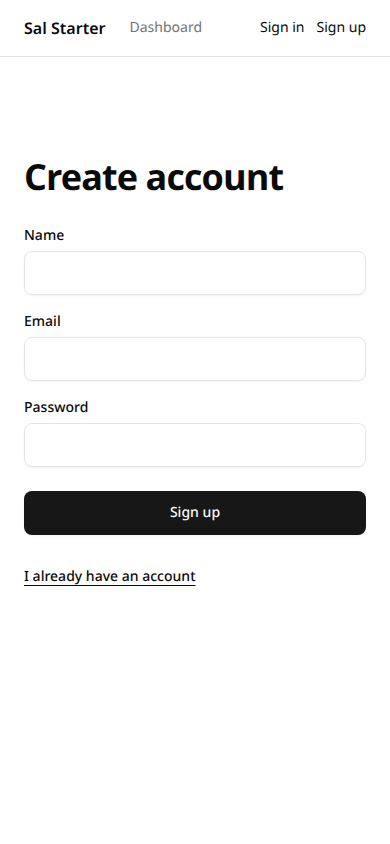 Sal Starter Dashboard Sign in Sign up
Create account
Name
Email
Password
Sign up
I already have an account